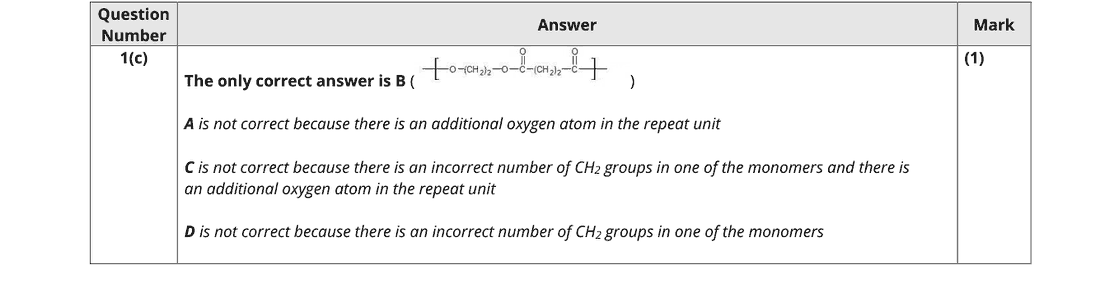 Question Number Answer Mark
1(c) (1)
O O
The only correct answer is B ( [ O-(CH2)2-O-C-(CH2)2-C ] )
A is not correct because there is an additional oxygen atom in the repeat unit
C is not correct because there is an incorrect number of CH2 groups in one of the monomers and there is
an additional oxygen atom in the repeat unit
D is not correct because there is an incorrect number of CH2 groups in one of the monomers